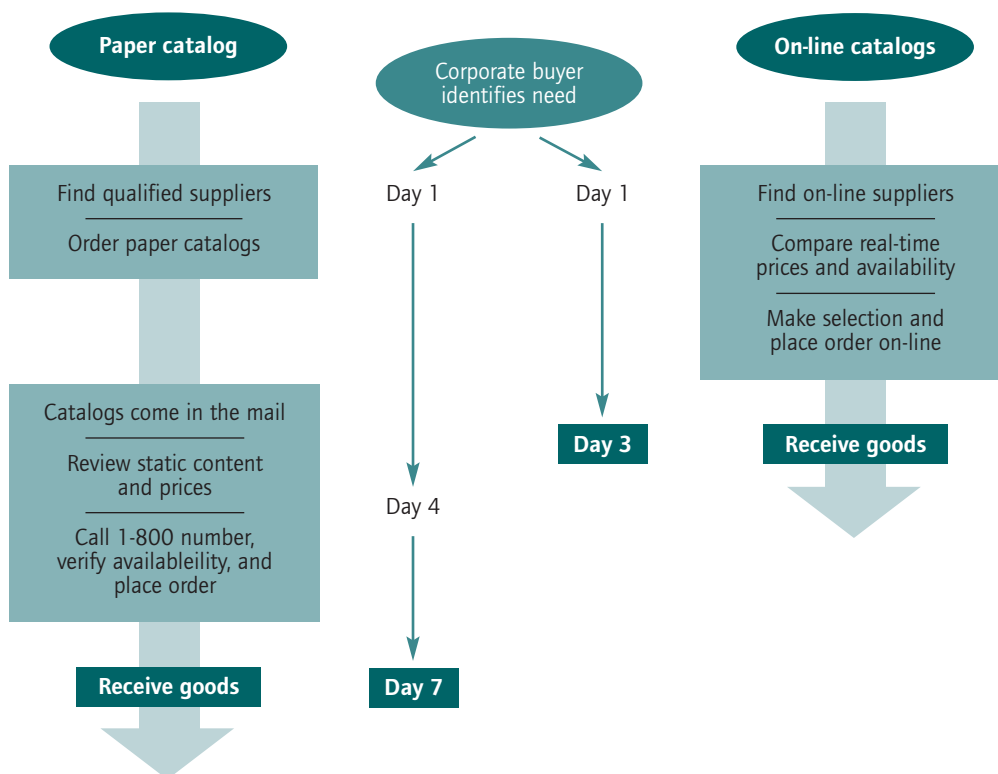 Paper catalog
Find qualified suppliers
Order paper catalogs
Catalogs come in the mail
Review static content
and prices
Call 1-800 number,
verify availableility, and
place order
Receive goods
Corporate buyer
identifies need
Day 1
Day 4
Day 7
Day 1
Day 3
On-line catalogs
Find on-line suppliers
Compare real-time
prices and availability
Make selection and
place order on-line
Receive goods